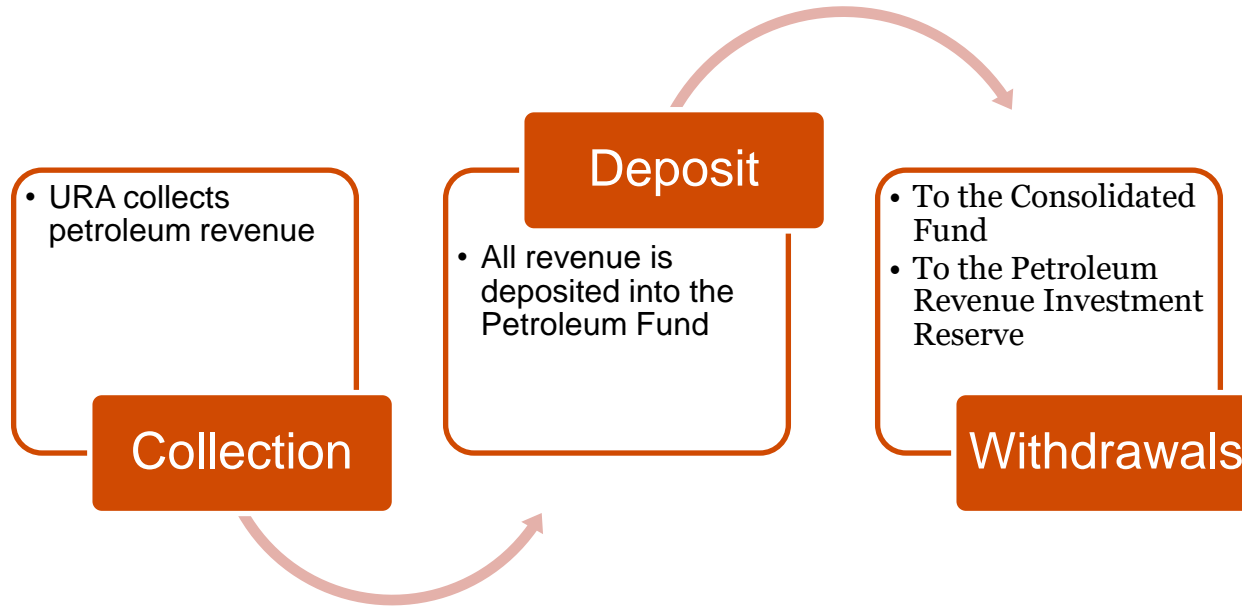 • URA collects
petroleum revenue
Collection
Deposit
• All revenue is
deposited into the
Petroleum Fund
• To the Consolidated
Fund
• To the Petroleum
Revenue Investment
Reserve
Withdrawals